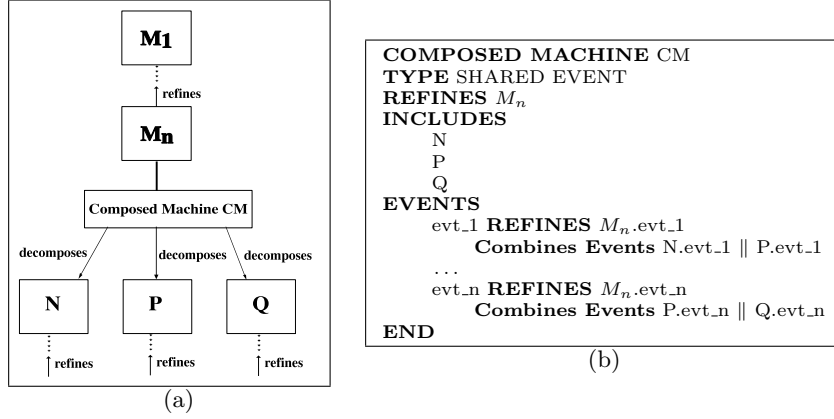 M1
refines
Mn
Composed Machine CM
decomposes
decomposes
decomposes
N
P
Q
refines
refines
refines
(a)
COMPOSED MACHINE CM
TYPE SHARED EVENT
REFINES Mn
INCLUDES
N
P
Q
EVENTS
evt_1 REFINES Mn.evt_1
Combines Events N.evt_1 ∥ P.evt_1
...
evt_n REFINES Mn.evt_n
Combines Events P.evt_n ∥ Q.evt_n
END
(b)